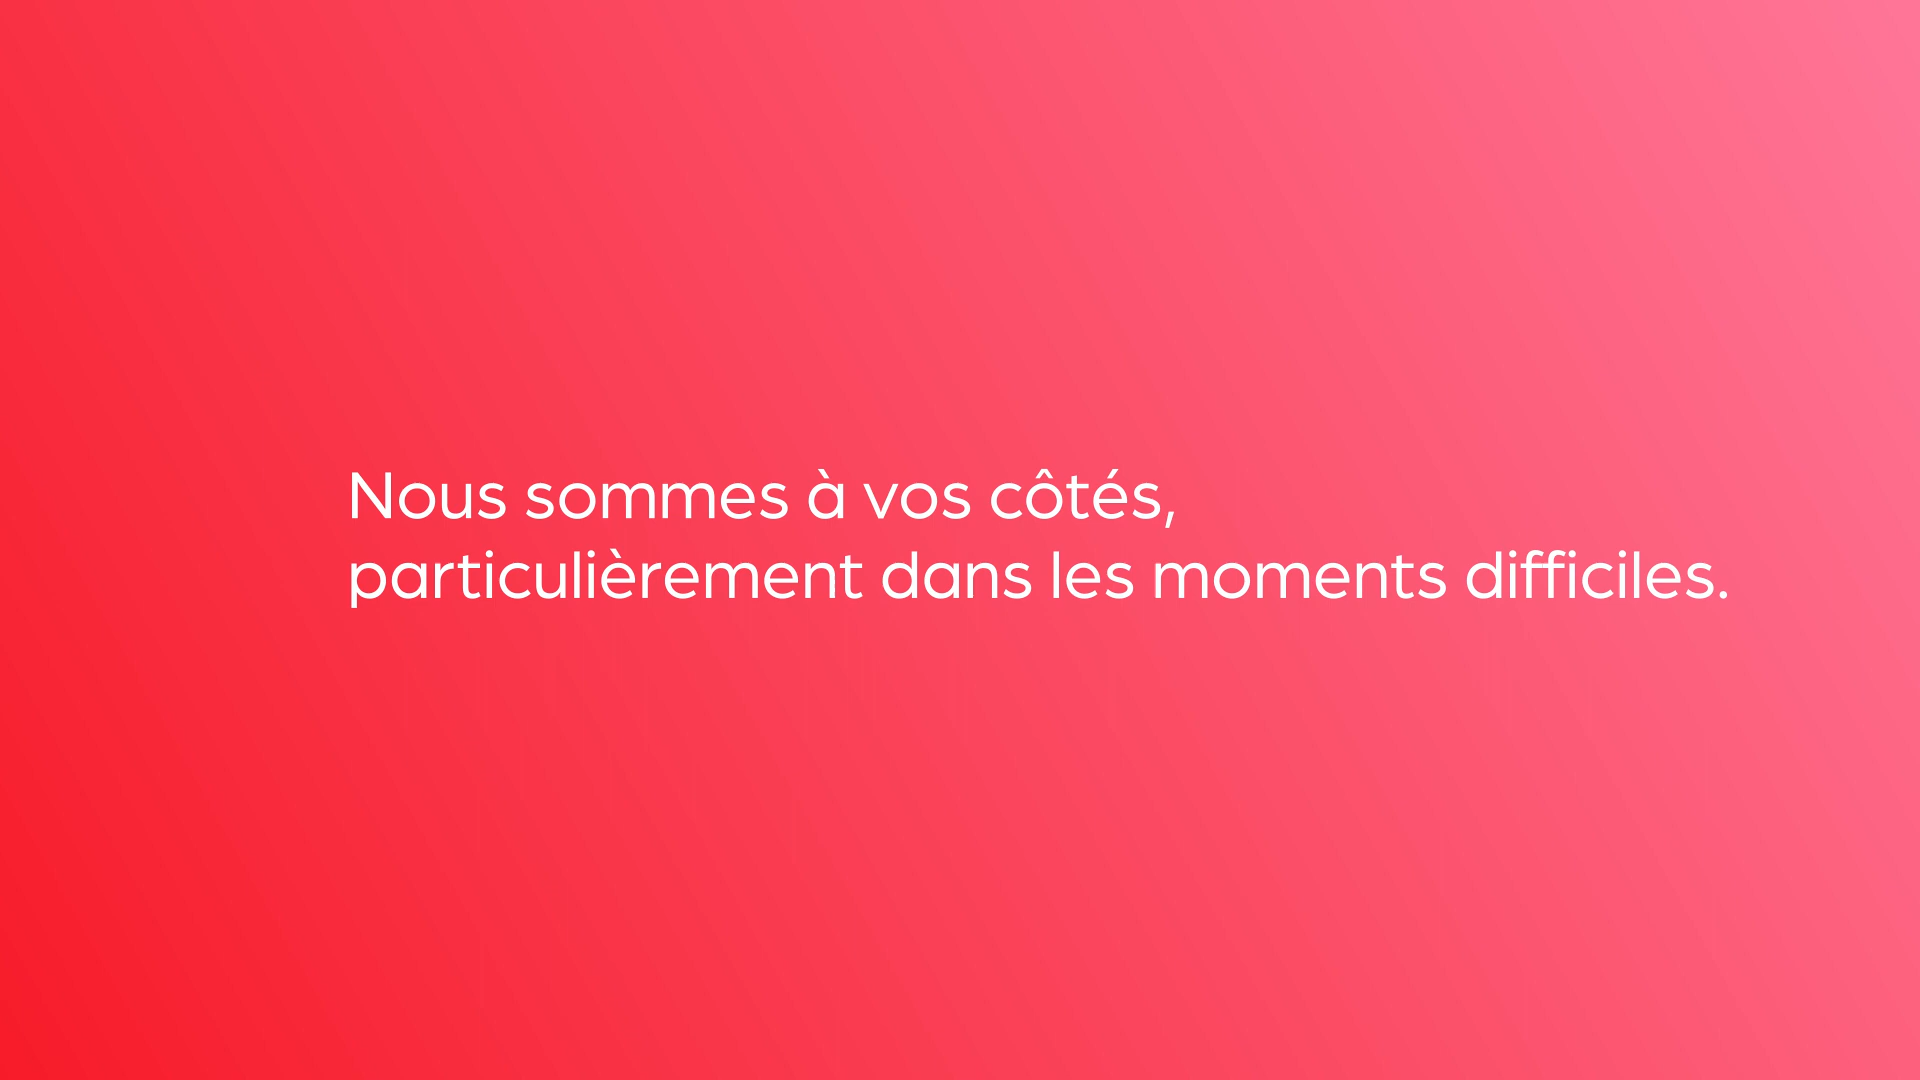 Nous sommes à vos côtés,
particulièrement dans les moments difficiles.